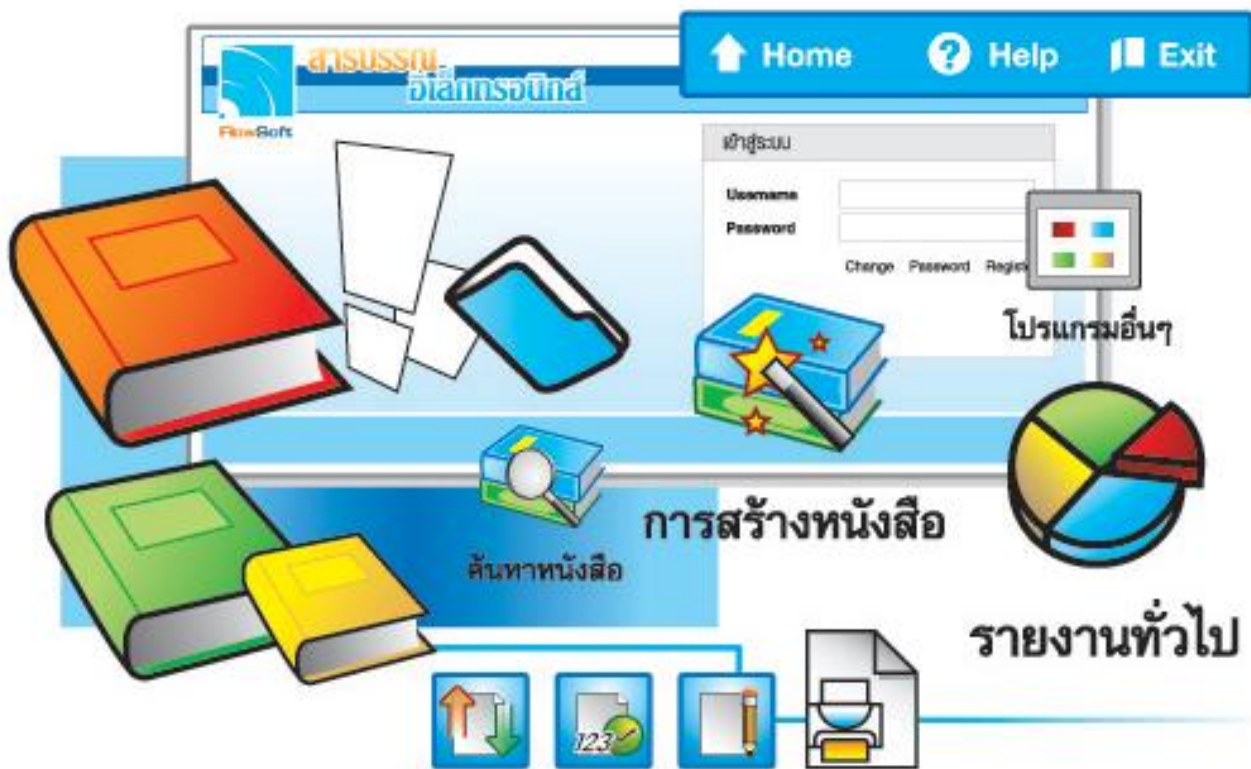 สารบรรณ
อิเล็กทรอนิกส์
FlowSoft
Home
Help
Exit
เข้าสู่ระบบ
Username
Password
Change Password
โปรแกรมอื่นๆ
การสร้างหนังสือ
ค้นหาหนังสือ
รายงานทั่วไป
123